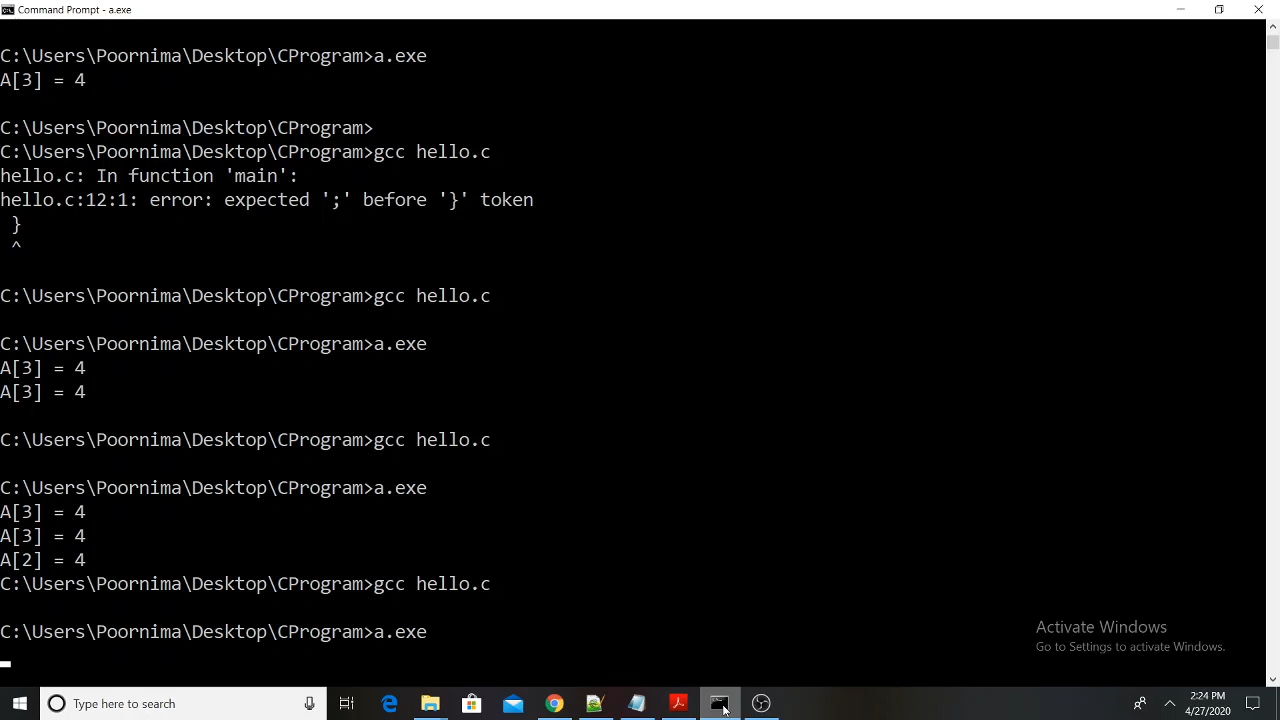 Command Prompt - a.exe
C:\Users\Poornima\Desktop\CProgram>a.exe
A[3] = 4
C:\Users\Poornima\Desktop\CProgram>
C:\Users\Poornima\Desktop\CProgram>gcc hello.c
hello.c: In function 'main':
hello.c:12:1: error: expected ';' before '}' token
}
^
C:\Users\Poornima\Desktop\CProgram>gcc hello.c
C:\Users\Poornima\Desktop\CProgram>a.exe
A[3] = 4
A[3] = 4
C:\Users\Poornima\Desktop\CProgram>gcc hello.c
C:\Users\Poornima\Desktop\CProgram>a.exe
A[3] = 4
A[3] = 4
A[2] = 4
C:\Users\Poornima\Desktop\CProgram>gcc hello.c
C:\Users\Poornima\Desktop\CProgram>a.exe
Activate Windows
Go to Settings to activate Windows.
Type here to search
2:24 PM
4/27/2020